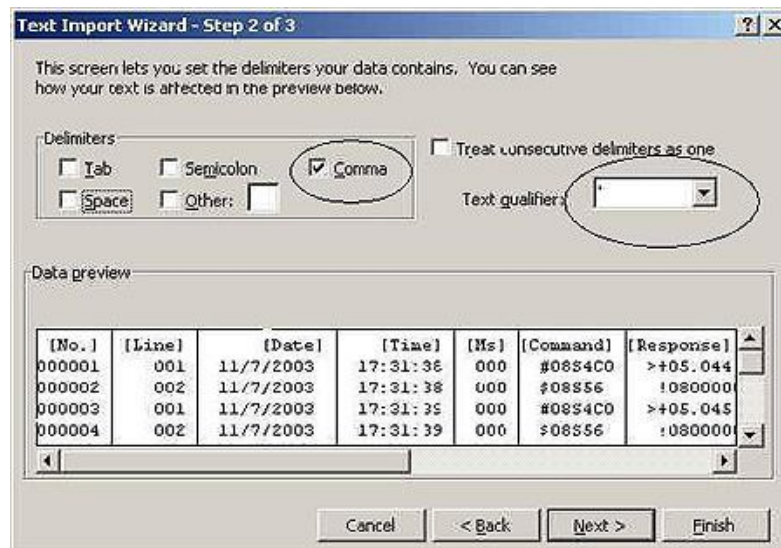 Text Import Wizard - Step 2 of 3
This screen lets you set the delimiters your data contains. You can see
how your text is affected in the preview below.
Delimiters
Tab
Semicolon
Comma
Space
Other:
Treat consecutive delimiters as one
Text qualifier:
Data preview
[No.] [Line] [Date] [Time] [Ms] [Command] [Response]
000001 001 11/7/2003 17:31:38 000 #08S4C0 >+05.044
000002 002 11/7/2003 17:31:38 000 $08S56 !080000
000003 001 11/7/2003 17:31:39 000 #08S4C0 >+05.045
000004 002 11/7/2003 17:31:39 000 $08S56 !080000
Cancel < Back Next > Finish